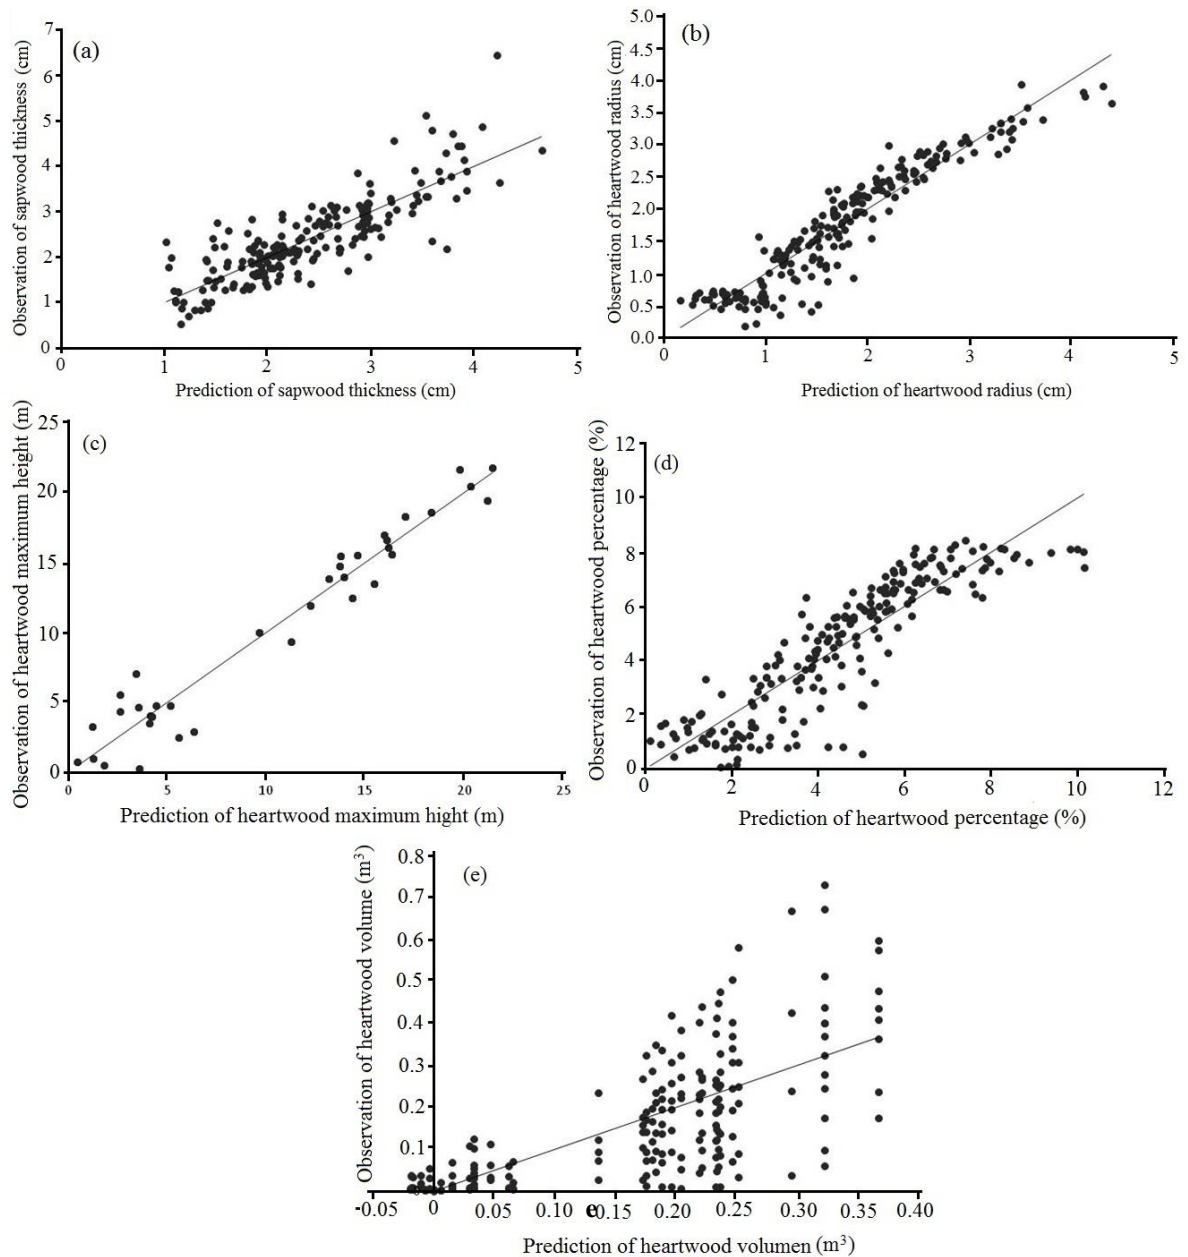 (a)
Observation of sapwood thickness (cm)
7
6
5
4
3
2
1
0
0 1 2 3 4 5
Prediction of sapwood thickness (cm)
(b)
Observation of heartwood radius (cm)
5.0
4.5
4.0
3.5
3.0
2.5
2.0
1.5
1.0
0.5
0.0
0 1 2 3 4 5
Prediction of heartwood radius (cm)
(c)
Observation of heartwood maximum height (m)
25
20
15
10
5
0
0 5 10 15 20 25
Prediction of heartwood maximum hight (m)
(d)
Observation of heartwood percentage (%)
12
10
8
6
4
2
0
0 2 4 6 8 10 12
Prediction of heartwood percentage (%)
(e)
Observation of heartwood volume (m³)
0.8
0.7
0.6
0.5
0.4
0.3
0.2
0.1
-0.05 0 0.05 0.10 e0.15 0.20 0.25 0.30 0.35 0.40
Prediction of heartwood volumen (m³)